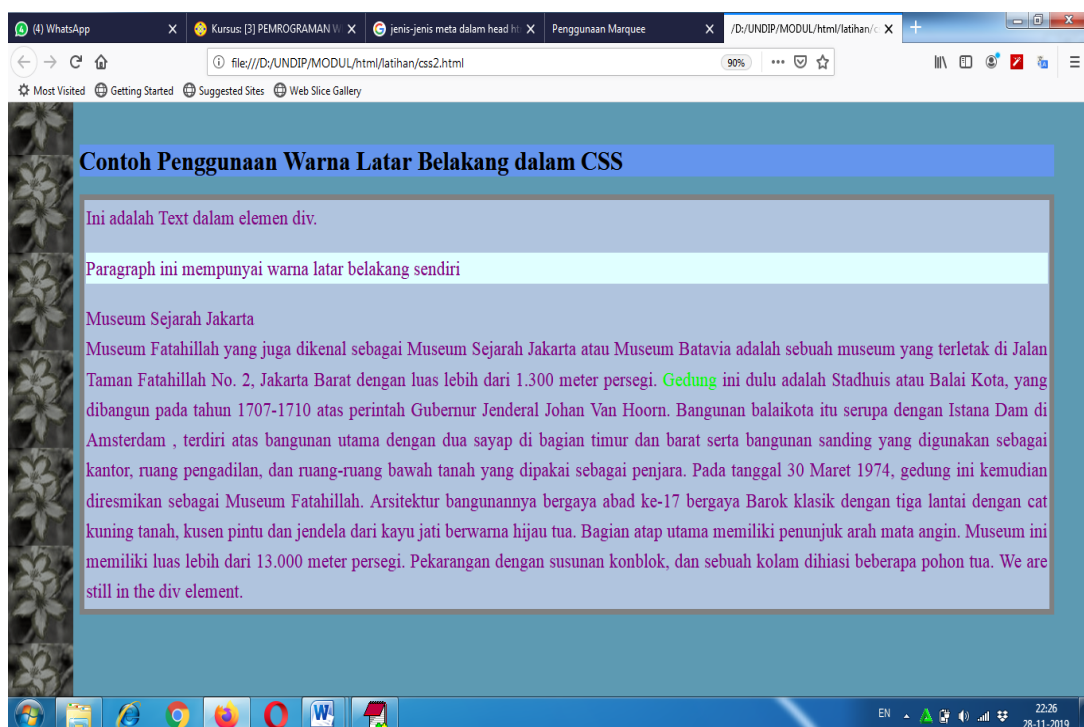 (4) WhatsApp
Kursus: [3] PEMROGRAMAN W
jenis-jenis meta dalam head ht
Penggunaan Marquee
/D:/UNDIP/MODUL/html/latihan/c
file:///D:/UNDIP/MODUL/html/latihan/css2.html
90%
Most Visited
Getting Started
Suggested Sites
Web Slice Gallery
Contoh Penggunaan Warna Latar Belakang dalam CSS
Ini adalah Text dalam elemen div.
Paragraph ini mempunyai warna latar belakang sendiri
Museum Sejarah Jakarta
Museum Fatahillah yang juga dikenal sebagai Museum Sejarah Jakarta atau Museum Batavia adalah sebuah museum yang terletak di Jalan
Taman Fatahillah No. 2, Jakarta Barat dengan luas lebih dari 1.300 meter persegi. Gedung ini dulu adalah Stadhuis atau Balai Kota, yang
dibangun pada tahun 1707-1710 atas perintah Gubernur Jenderal Johan Van Hoorn. Bangunan balaikota itu serupa dengan Istana Dam di
Amsterdam , terdiri atas bangunan utama dengan dua sayap di bagian timur dan barat serta bangunan sanding yang digunakan sebagai
kantor, ruang pengadilan, dan ruang-ruang bawah tanah yang dipakai sebagai penjara. Pada tanggal 30 Maret 1974, gedung ini kemudian
diresmikan sebagai Museum Fatahillah. Arsitektur bangunannya bergaya abad ke-17 bergaya Barok klasik dengan tiga lantai dengan cat
kuning tanah, kusen pintu dan jendela dari kayu jati berwarna hijau tua. Bagian atap utama memiliki penunjuk arah mata angin. Museum ini
memiliki luas lebih dari 13.000 meter persegi. Pekarangan dengan susunan konblok, dan sebuah kolam dihiasi beberapa pohon tua. We are
still in the div element.
EN
22:26
28-11-2019